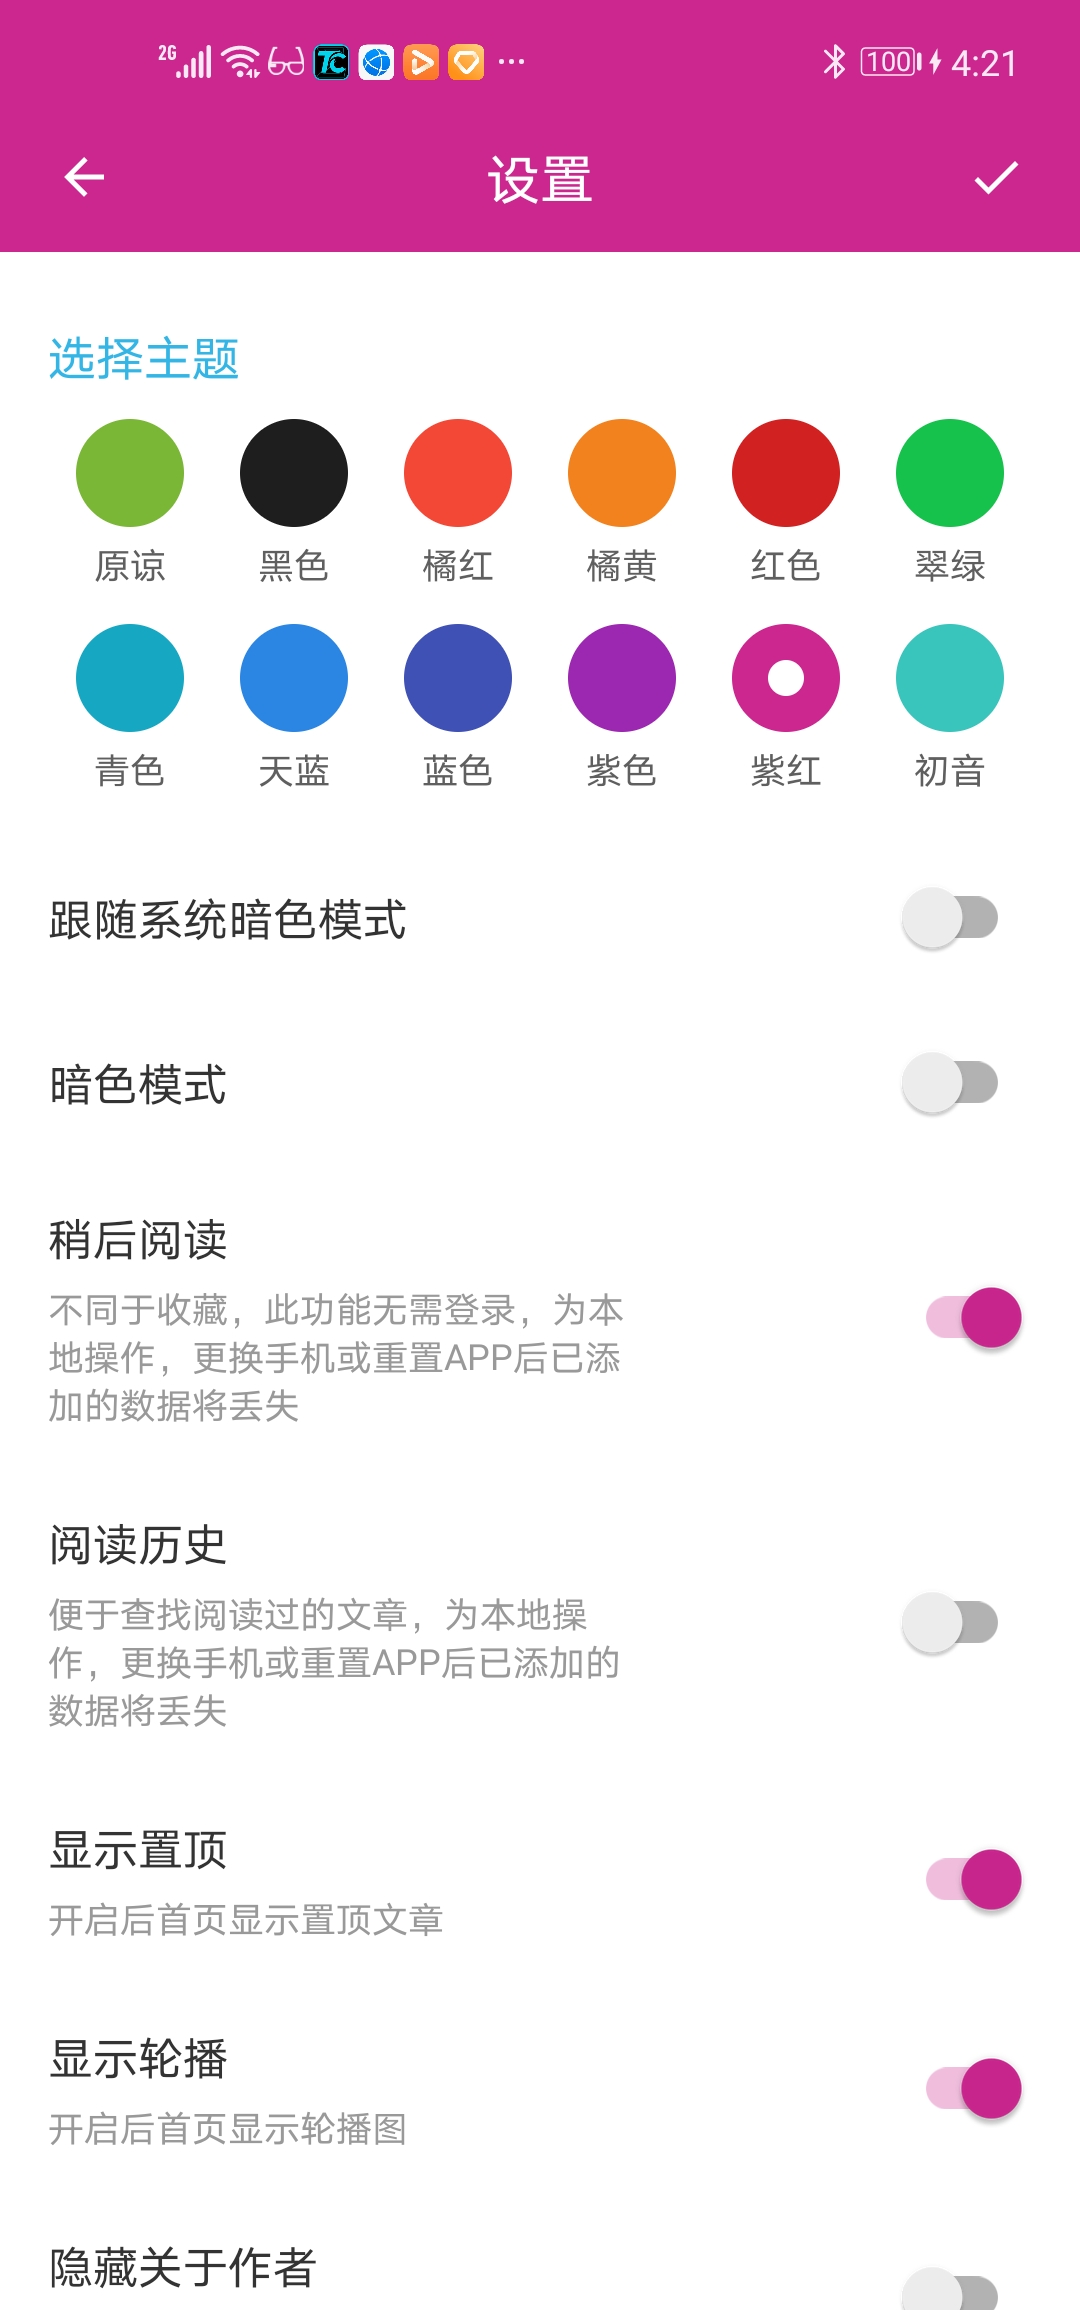 2G 100 4:21
设置
选择主题
原谅 黑色 橘红 橘黄 红色 翠绿
青色 天蓝 蓝色 紫色 紫红 初音
跟随系统暗色模式
暗色模式
稍后阅读
不同于收藏，此功能无需登录，为本
地操作，更换手机或重置APP后已添
加的数据将丢失
阅读历史
便于查找阅读过的文章，为本地操
作，更换手机或重置APP后已添加的
数据将丢失
显示置顶
开启后首页显示置顶文章
显示轮播
开启后首页显示轮播图
隐藏关于作者